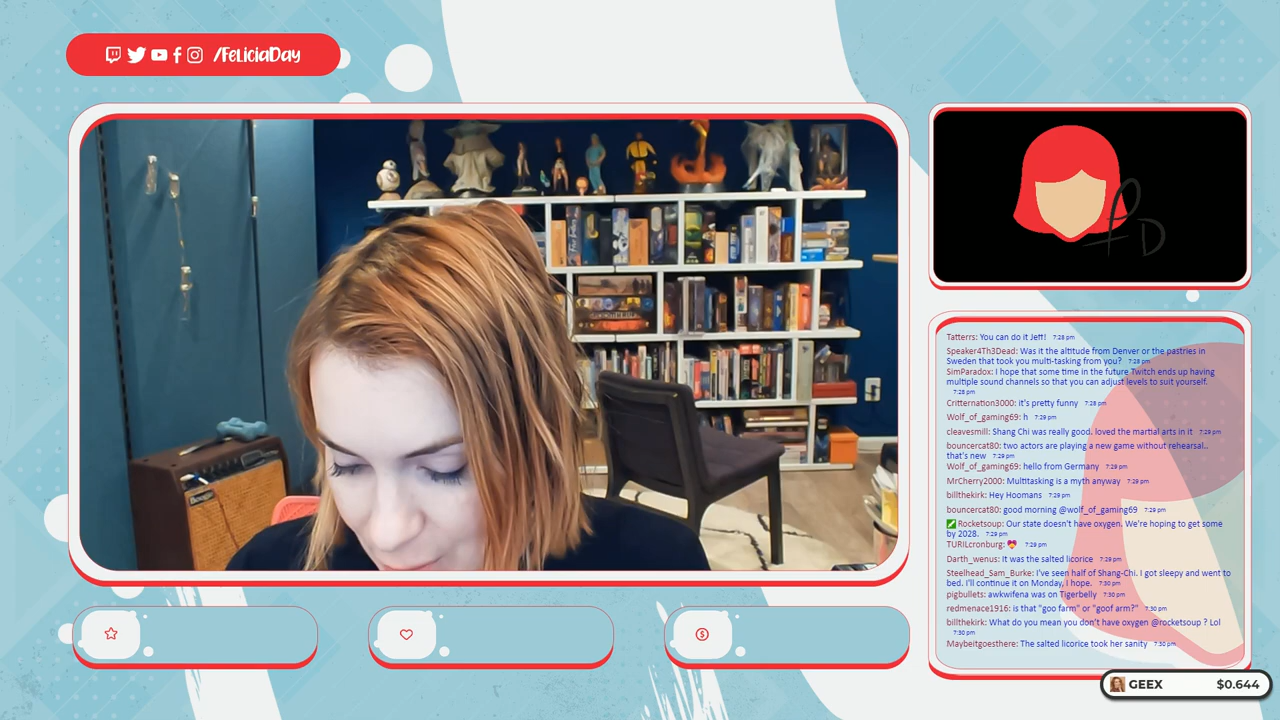 /FeLiciaDay
Tatterrs: You can do it Jeff! 7:28 pm
Speaker4Th3Dead: Was it the altitude from Denver or the pastries in
Sweden that took you multi-tasking from you? 7:28 pm
SimParadox: I hope that some time in the future Twitch ends up having
multiple sound channels so that you can adjust levels to suit yourself.
7:28 pm
Critternation3000: it's pretty funny 7:28 pm
Wolf_of_gaming69: h 7:29 pm
cleavesmill: Shang Chi was really good. loved the martial arts in it 7:29 pm
bouncercat80: two actors are playing a new game without rehearsal..
that's new 7:29 pm
Wolf_of_gaming69: hello from Germany 7:29 pm
MrCherry2000: Multitasking is a myth anyway 7:29 pm
billthekirk: Hey Hoomans 7:29 pm
bouncercat80: good morning @wolf_of_gaming69 7:29 pm
Rocketsoup: Our state doesn't have oxygen. We're hoping to get some
by 2028. 7:29 pm
TURILcronburg: 💝 7:29 pm
Darth_wenus: It was the salted licorice 7:29 pm
Steelhead_Sam_Burke: I've seen half of Shang-Chi. I got sleepy and went to
bed. I'll continue it on Monday, I hope. 7:30 pm
pigbullets: awkwifena was on Tigerbelly 7:30 pm
redmenace1916: is that "goo farm" or "goof arm?" 7:30 pm
billthekirk: What do you mean you don't have oxygen @rocketsoup ? Lol
7:30 pm
Maybeitgoesthere: The salted licorice took her sanity 7:30 pm
GEEX $0.644